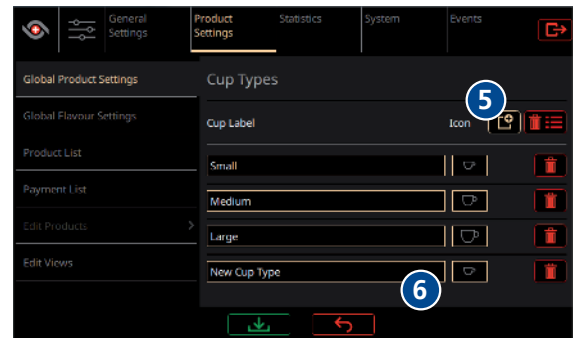 General
Settings
Product
Settings
Statistics
System
Events
Global Product Settings
Global Flavour Settings
Product List
Payment List
Edit Products
Edit Views
Cup Types
5
Cup Label
Icon
Small
Medium
Large
New Cup Type
6